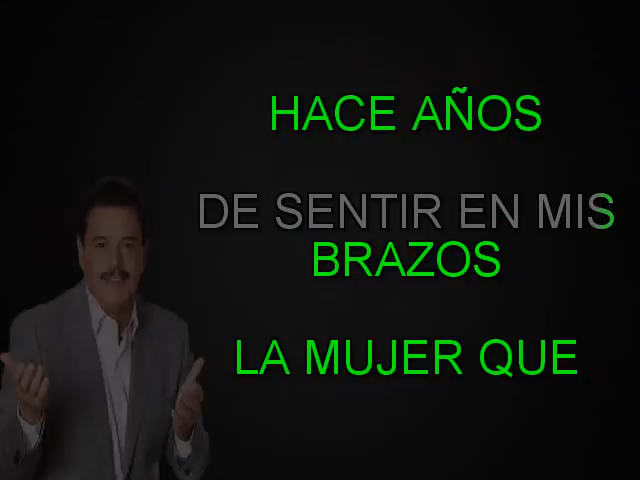 HACE AÑOS
DE SENTIR EN MIS
BRAZOS
LA MUJER QUE